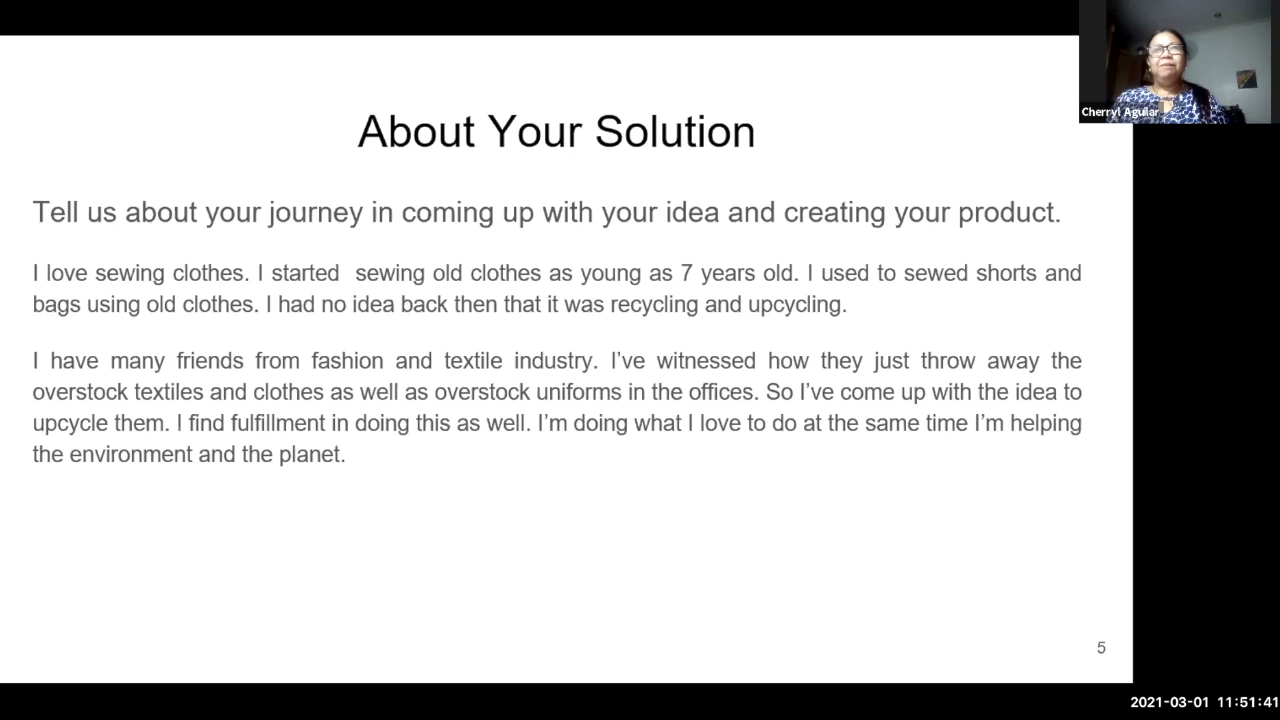 Cherryl Aguilar
About Your Solution
Tell us about your journey in coming up with your idea and creating your product.
I love sewing clothes. I started  sewing old clothes as young as 7 years old. I used to sewed shorts and
bags using old clothes. I had no idea back then that it was recycling and upcycling.
I have many friends from fashion and textile industry. I’ve witnessed how they just throw away the
overstock textiles and clothes as well as overstock uniforms in the offices. So I’ve come up with the idea to
upcycle them. I find fulfillment in doing this as well. I’m doing what I love to do at the same time I’m helping
the environment and the planet.
5
2021-03-01 11:51:41